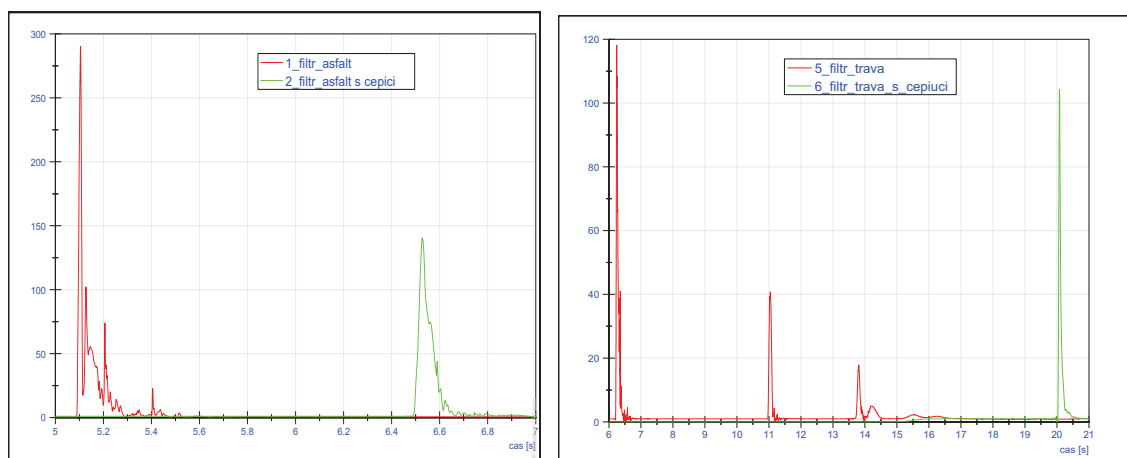 300
250
200
150
100
50
0
1_filtr_asfalt
2_filtr_asfalt s cepici
5 5.2 5.4 5.6 5.8 6 6.2 6.4 6.6 6.8 7
cas [s]
120
100
80
60
40
20
0
5_filtr_trava
6_filtr_trava_s_cepiuci
6 7 8 9 10 11 12 13 14 15 16 17 18 19 20 21
cas [s]